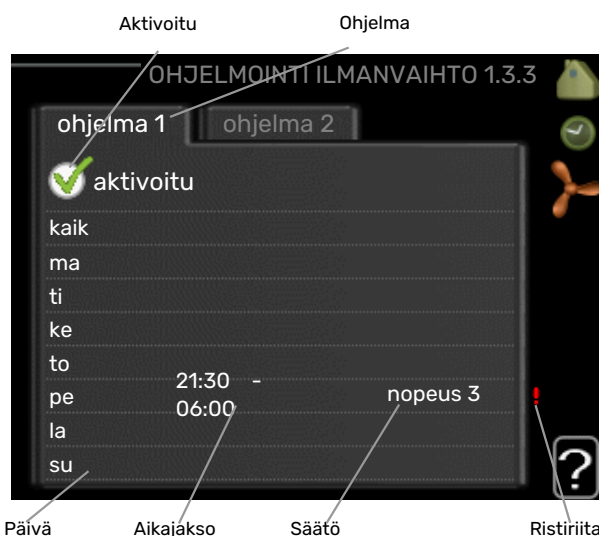 Aktivoitu Ohjelma
OHJELMOINTI ILMANVAIHTO 1.3.3
ohjelma 1 ohjelma 2
aktivoitu
kaik
ma
ti
ke
to
21:30 -
pe nopeus 3 !
06:00
la
su
?
Päivä Aikajakso Säätö Ristiriita